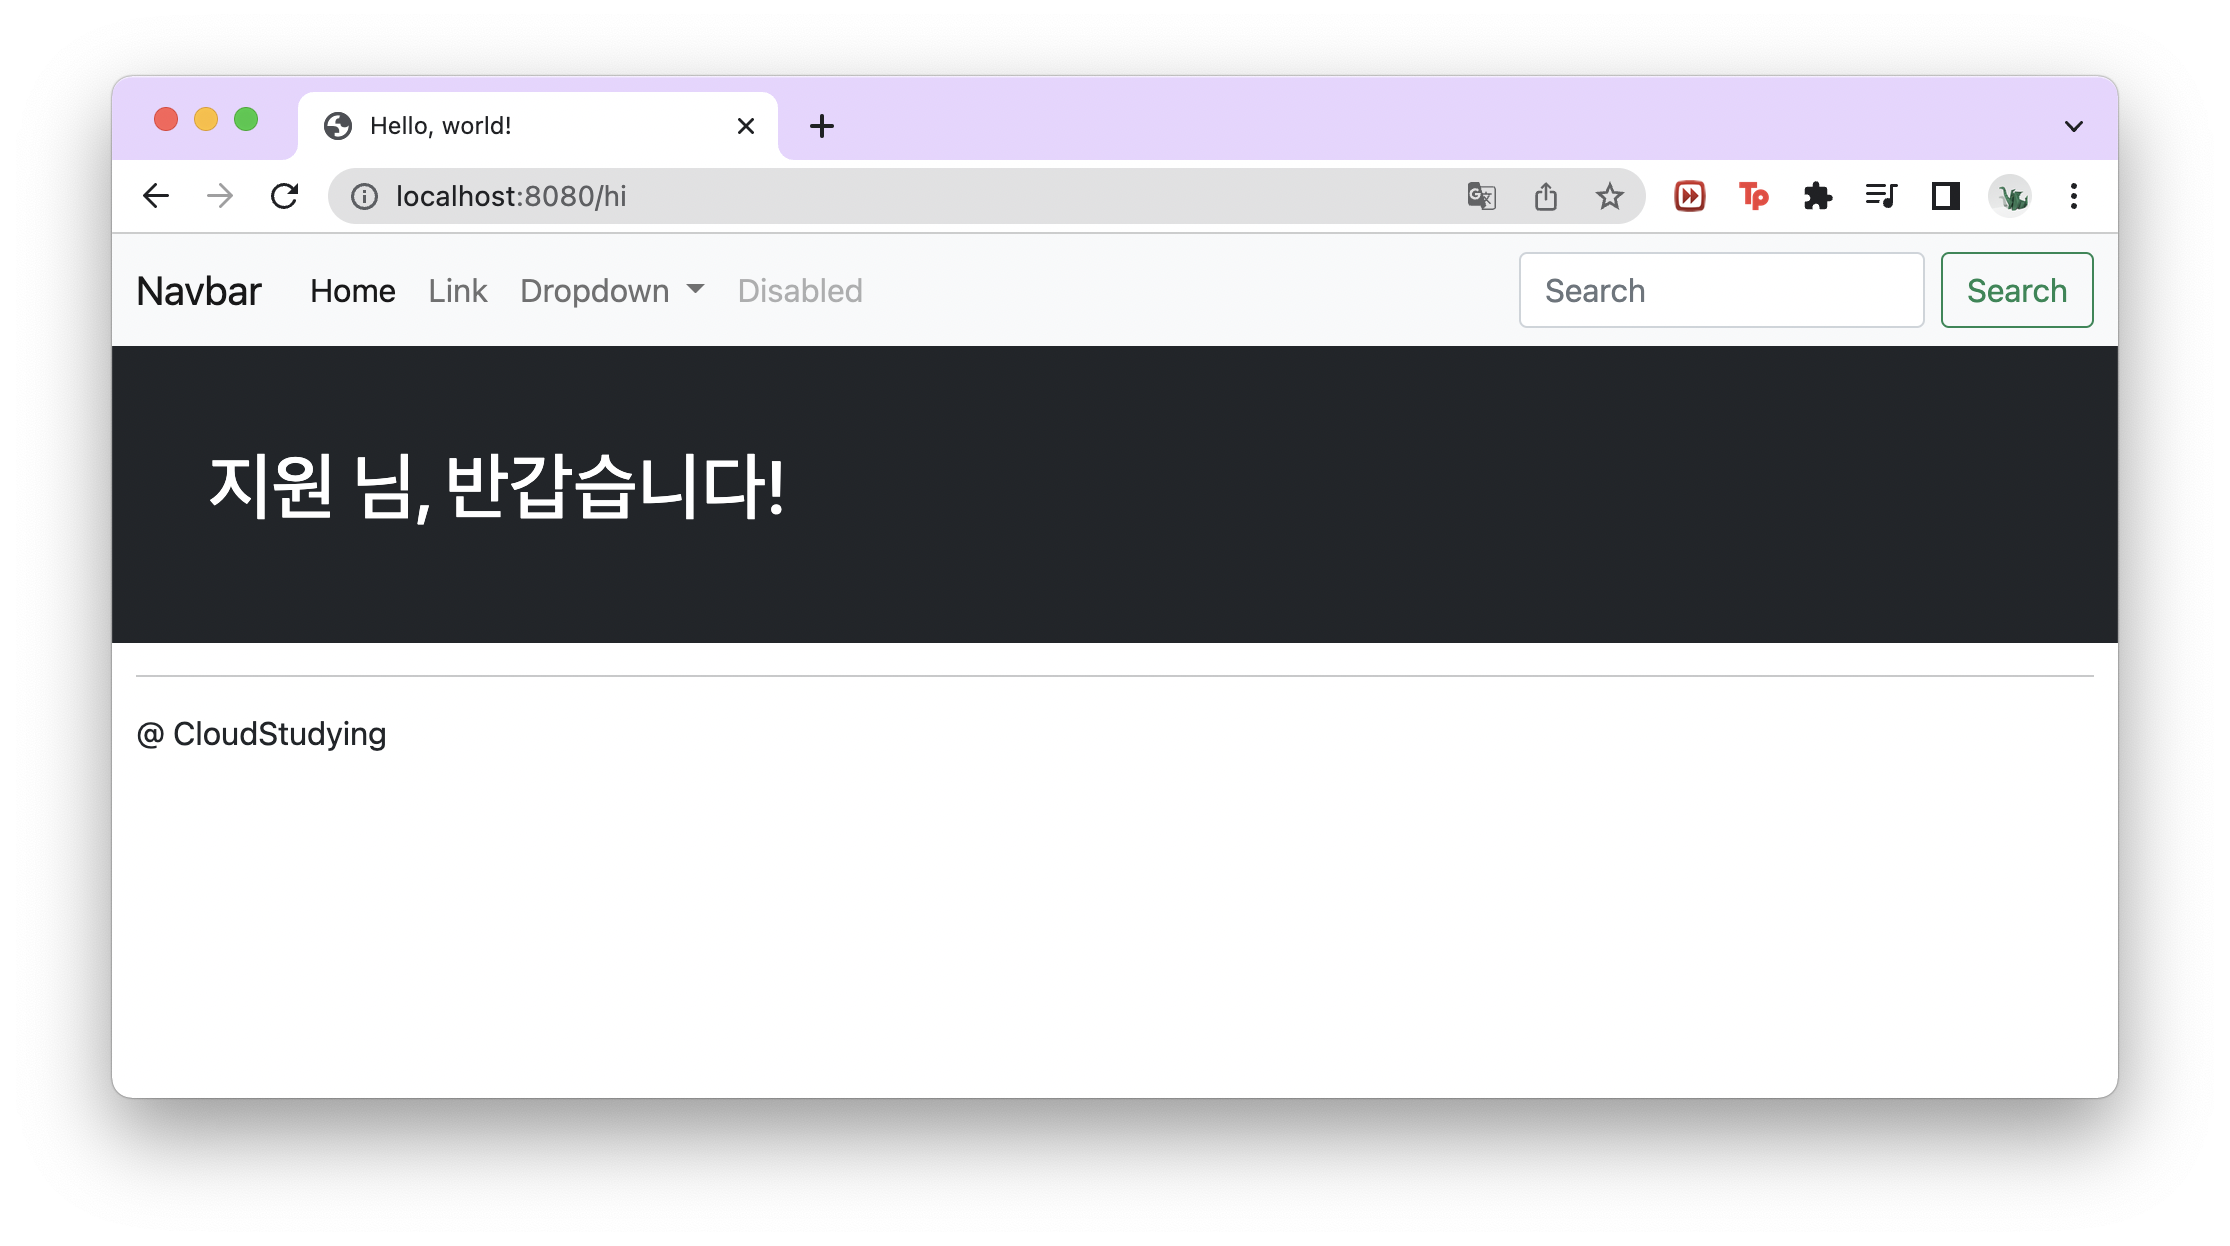 Hello, world!
localhost:8080/hi
Navbar Home Link Dropdown Disabled Search Search
지원 님, 반갑습니다!
@ CloudStudying